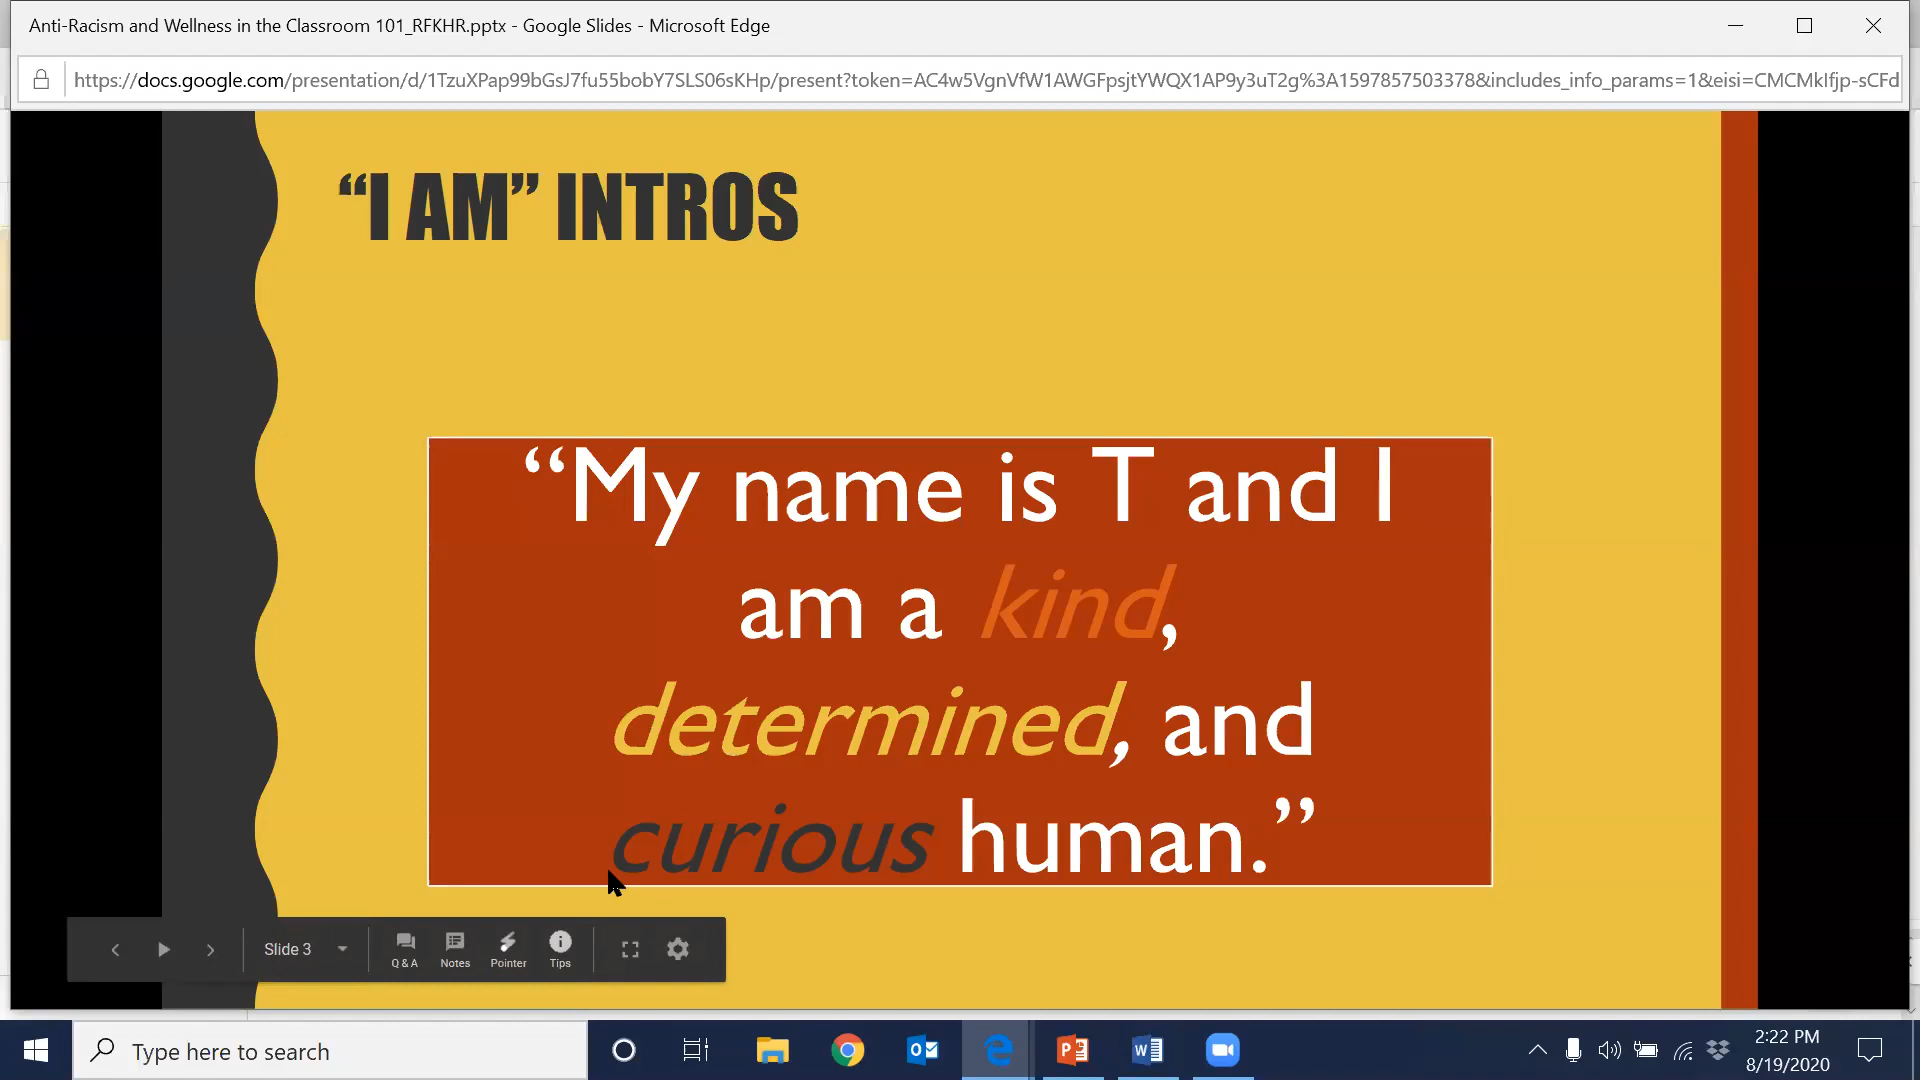 Anti-Racism and Wellness in the Classroom 101_RFKHR.pptx - Google Slides - Microsoft Edge
https://docs.google.com/presentation/d/1TzuXPap99bGsJ7fu55bobY7SLS06sKHp/present?token=AC4w5VgnVfW1AWGFpsjtYWQX1AP9y3uT2g%3A1597857503378&includes_info_params=1&eisi=CMCMkIfjp-sCFd
“I AM” INTROS
“My name is T and I
am a kind,
determined, and
curious human.”
Slide 3
Q & A
Notes
Pointer
Tips
Type here to search
2:22 PM
8/19/2020